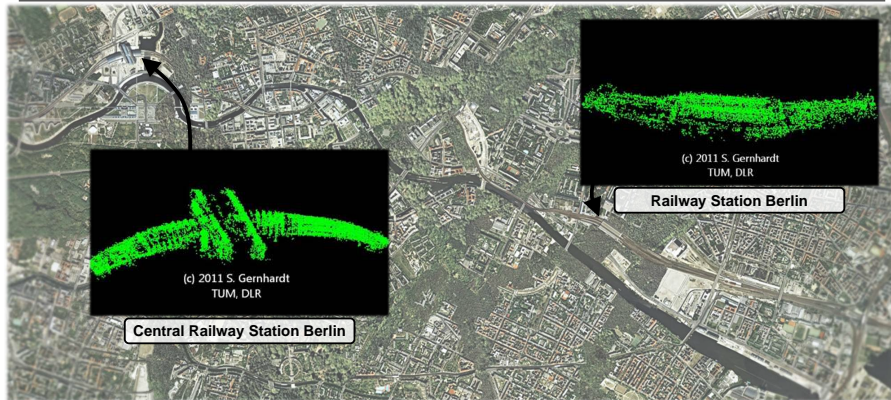 (c) 2011 S. Gernhardt
TUM, DLR
Railway Station Berlin
(c) 2011 S. Gernhardt
TUM, DLR
Central Railway Station Berlin